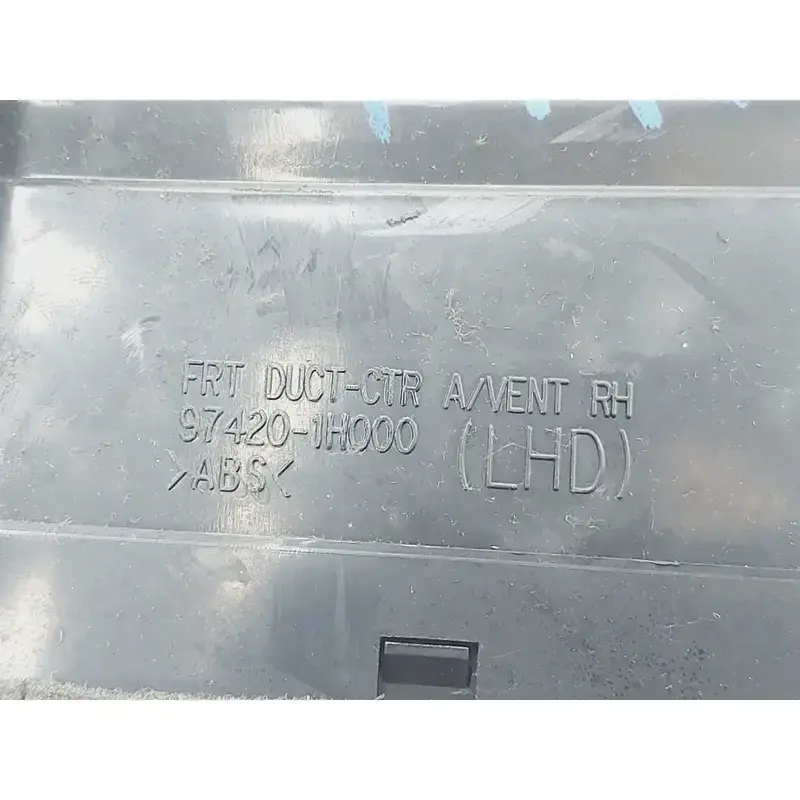 FRT DUCT-CTR A/VENT RH
97420-1H000 (LHD)
>ABS<